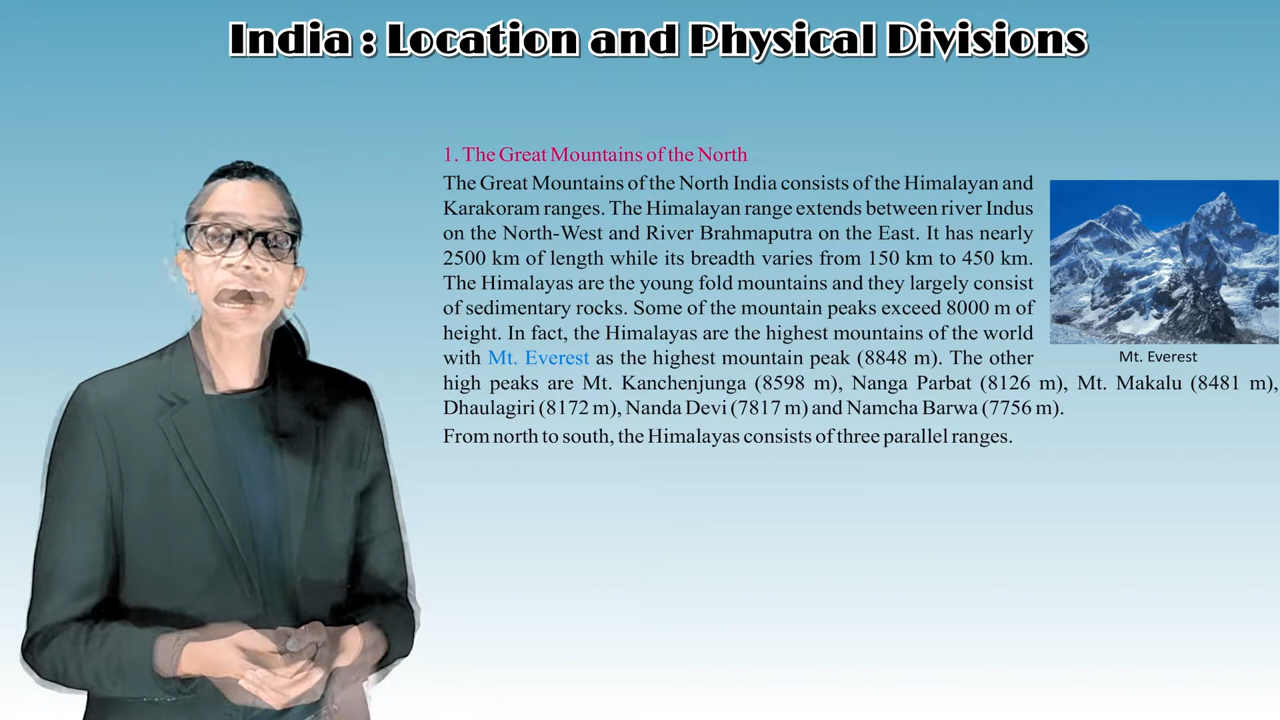 India : Location and Physical Divisions
1. The Great Mountains of the North
The Great Mountains of the North India consists of the Himalayan and
Karakoram ranges. The Himalayan range extends between river Indus
on the North-West and River Brahmaputra on the East. It has nearly
2500 km of length while its breadth varies from 150 km to 450 km.
The Himalayas are the young fold mountains and they largely consist
of sedimentary rocks. Some of the mountain peaks exceed 8000 m of
height. In fact, the Himalayas are the highest mountains of the world
with Mt. Everest as the highest mountain peak (8848 m). The other
high peaks are Mt. Kanchenjunga (8598 m), Nanga Parbat (8126 m), Mt. Makalu (8481 m),
Dhaulagiri (8172 m), Nanda Devi (7817 m) and Namcha Barwa (7756 m).
From north to south, the Himalayas consists of three parallel ranges.
Mt. Everest